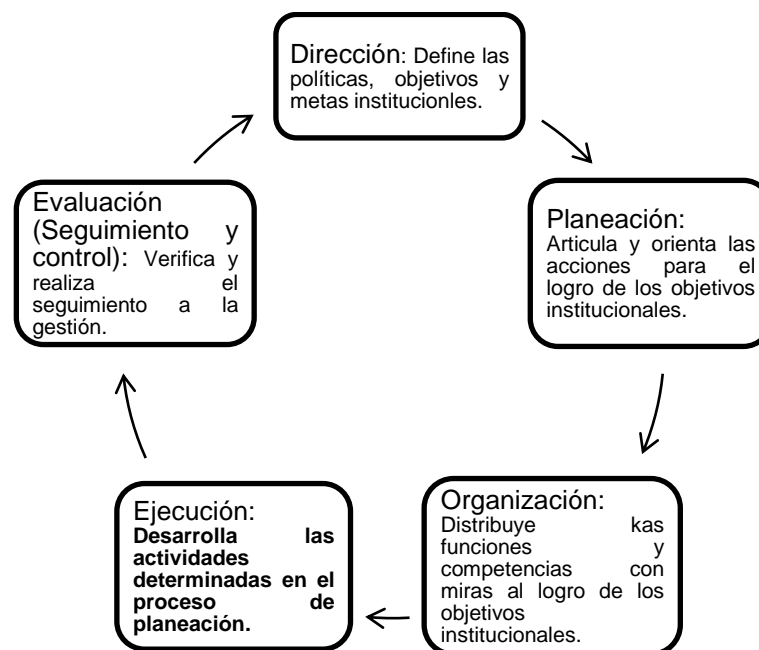 Dirección: Define las
políticas, objetivos y
metas institucionles.
Planeación:
Articula y orienta las
acciones para el
logro de los objetivos
institucionales.
Organización:
Distribuye kas
funciones y
competencias con
miras al logro de los
objetivos
institucionales.
Ejecución:
Desarrolla las
actividades
determinadas en el
proceso de
planeación.
Evaluación
(Seguimiento y
control): Verifica y
realiza el
seguimiento a la
gestión.